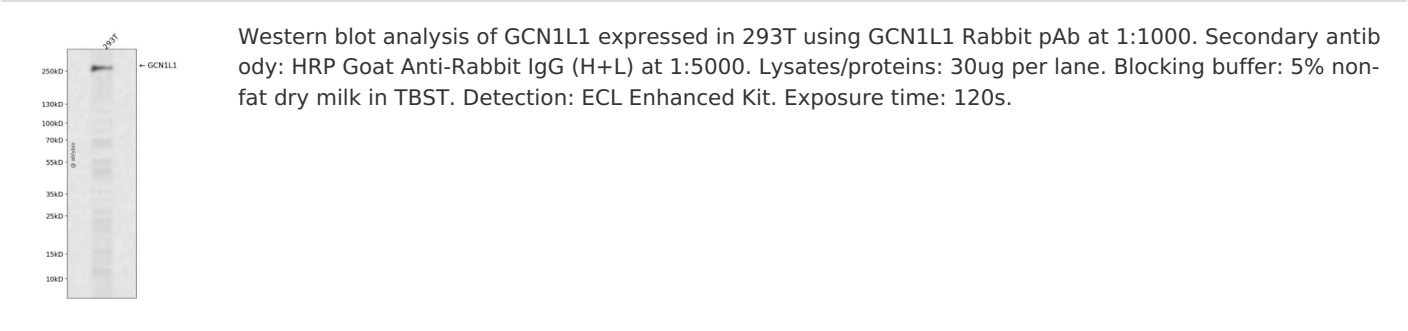 293T
250kD
← GCN1L1
130kD
100kD
70kD
55kD
35kD
25kD
15kD
10kD
Western blot analysis of GCN1L1 expressed in 293T using GCN1L1 Rabbit pAb at 1:1000. Secondary antib
ody: HRP Goat Anti-Rabbit IgG (H+L) at 1:5000. Lysates/proteins: 30ug per lane. Blocking buffer: 5% non-
fat dry milk in TBST. Detection: ECL Enhanced Kit. Exposure time: 120s.